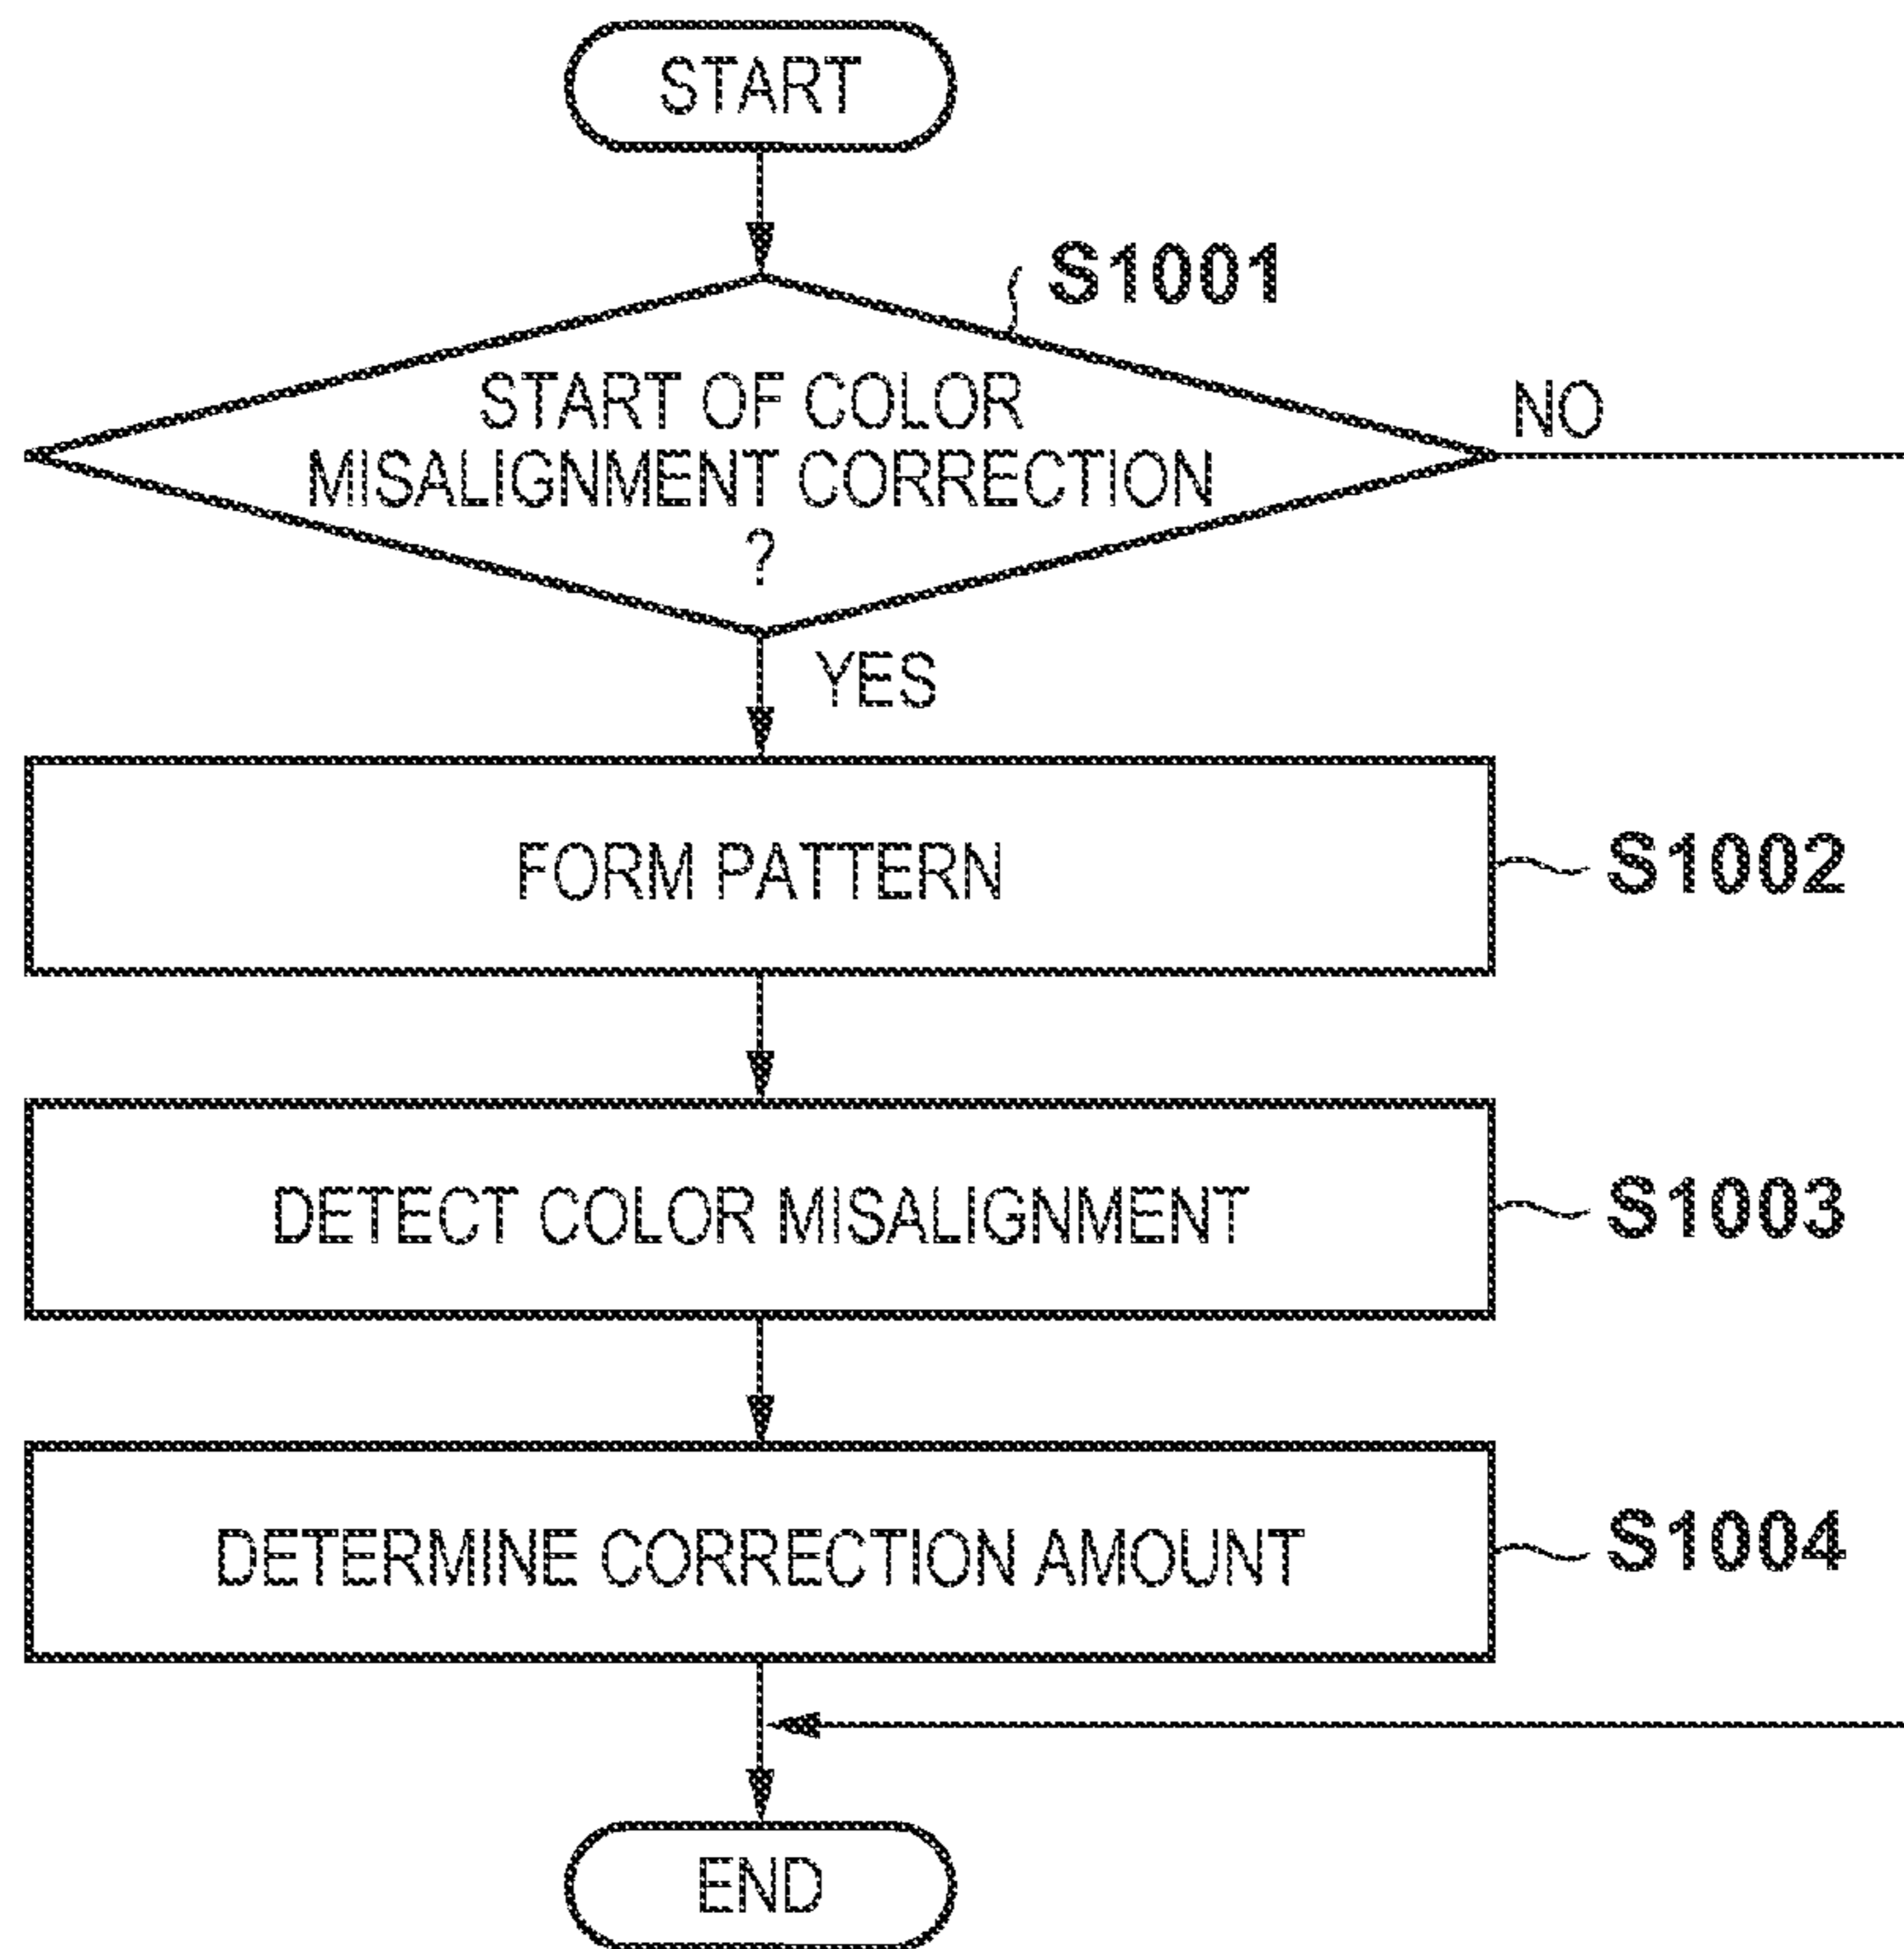 START
S1001
START OF COLOR
MISALIGNMENT CORRECTION
?
NO
YES
FORM PATTERN
S1002
DETECT COLOR MISALIGNMENT
S1003
DETERMINE CORRECTION AMOUNT
S1004
END